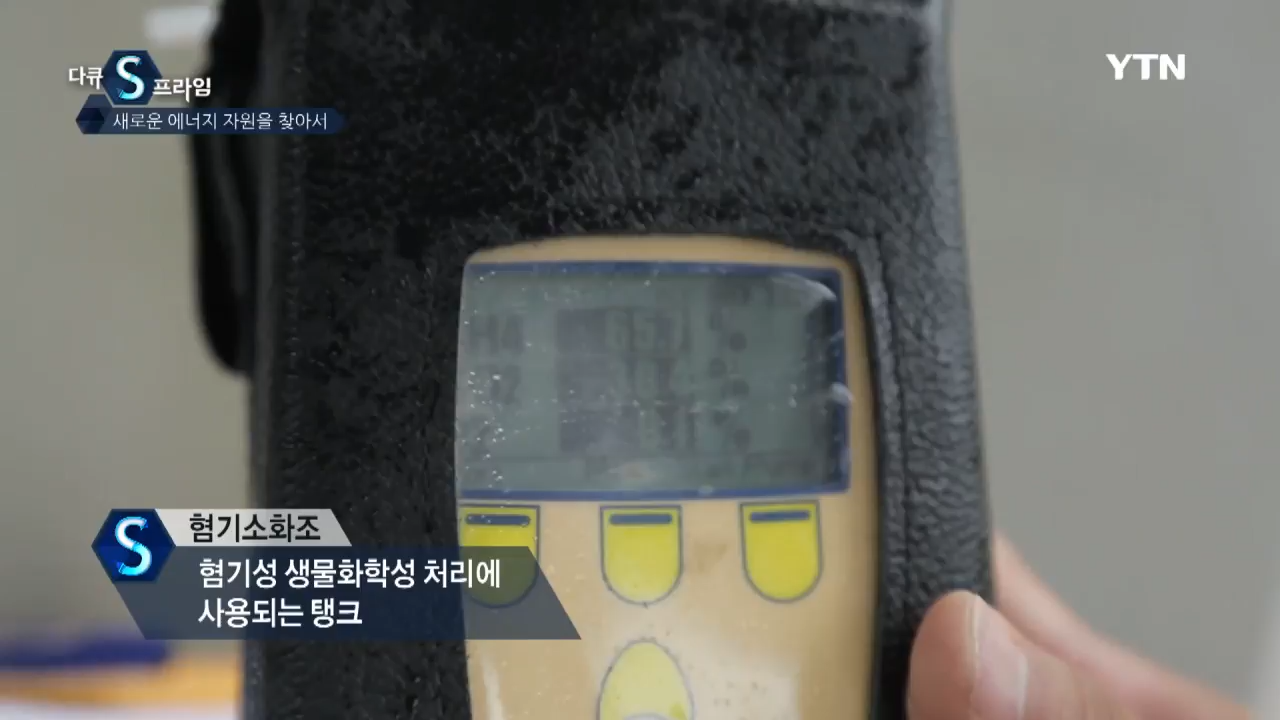 다큐 S 프라임
새로운 에너지 자원을 찾아서
YTN
S
혐기소화조
혐기성 생물화학성 처리에
사용되는 탱크